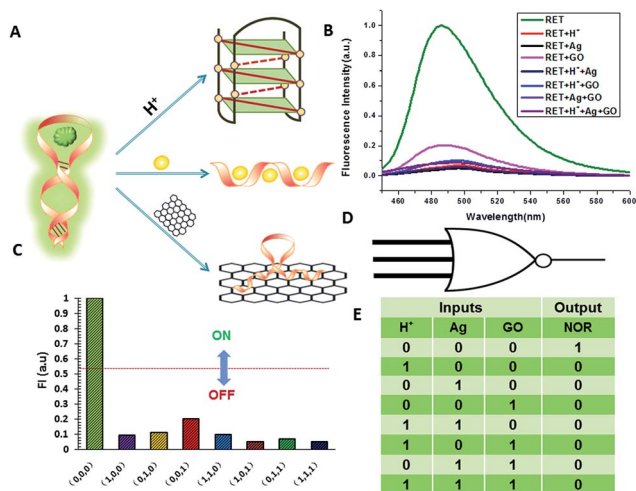 A
H⁺
B
Fluorescence Intensity(a.u.)
1.0
0.8
0.6
0.4
0.2
0.0
460
480
500
520
540
560
580
600
Wavelength(nm)
RET
RET+H⁺
RET+Ag
RET+GO
RET+H⁺+Ag
RET+H⁺+GO
RET+Ag+GO
RET+H⁺+Ag+GO
C
FI (a.u)
1
0.9
0.8
0.7
0.6
0.5
0.4
0.3
0.2
0.1
0
ON
OFF
(0,0,0)
(1,0,0)
(0,1,0)
(0,0,1)
(1,1,0)
(1,0,1)
(0,1,1)
(1,1,1)
D
E
Inputs Output
H⁺ Ag GO NOR
0 0 0 1
1 0 0 0
0 1 0 0
0 0 1 0
1 1 0 0
1 0 1 0
0 1 1 0
1 1 1 0